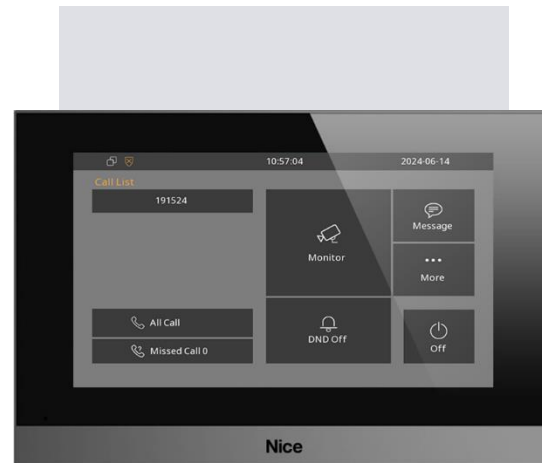 10:57:04 2024-06-14
Call List
191524
Monitor
Message
More
All Call
Missed Call 0
DND Off
Off
Nice